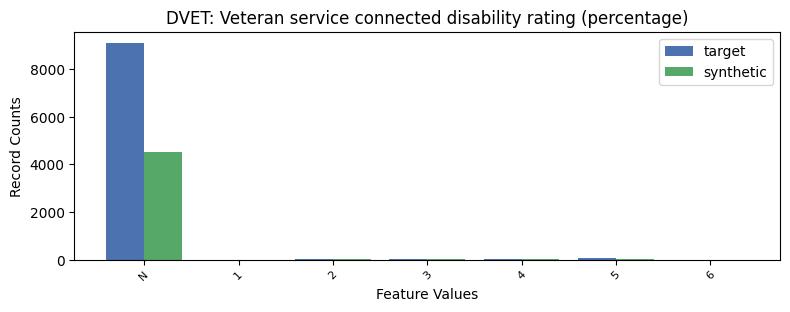 DVET: Veteran service connected disability rating (percentage)
target
synthetic
Record Counts
8000
6000
4000
2000
0
N
1
2
3
4
5
6
Feature Values